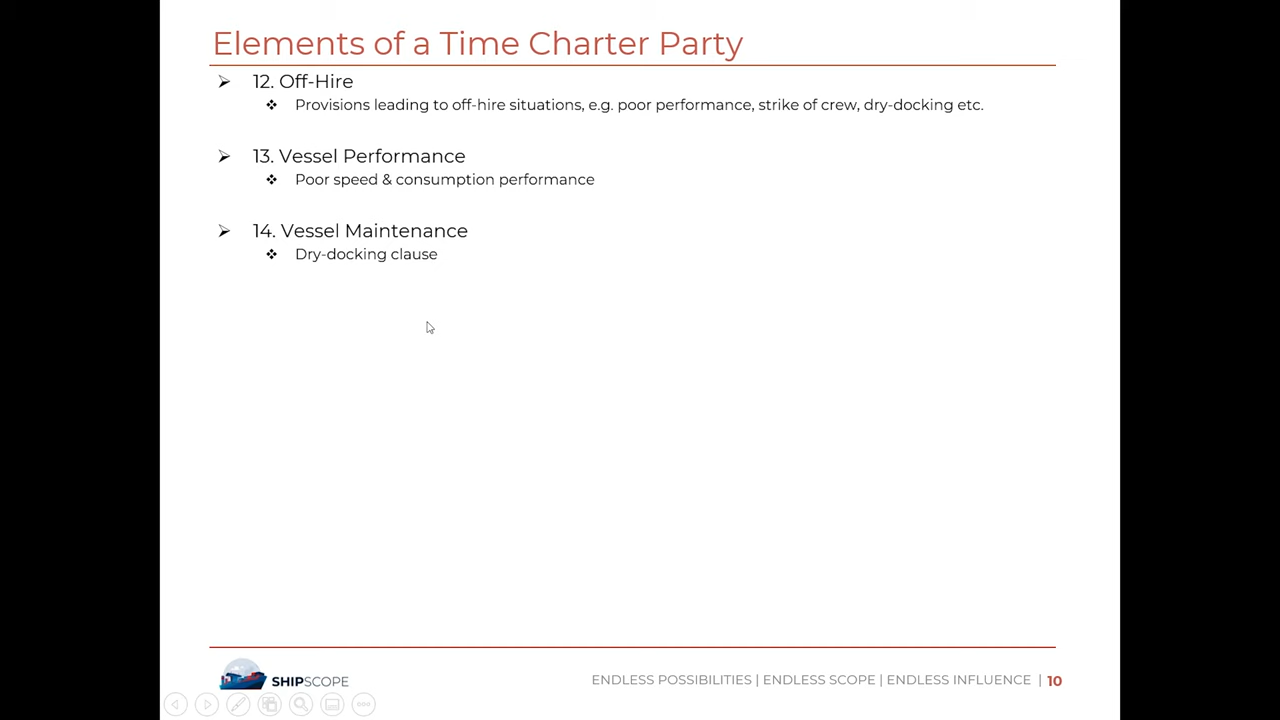 Elements of a Time Charter Party
12. Off-Hire
Provisions leading to off-hire situations, e.g. poor performance, strike of crew, dry-docking etc.
13. Vessel Performance
Poor speed & consumption performance
14. Vessel Maintenance
Dry-docking clause
SHIPSCOPE
ENDLESS POSSIBILITIES | ENDLESS SCOPE | ENDLESS INFLUENCE | 10